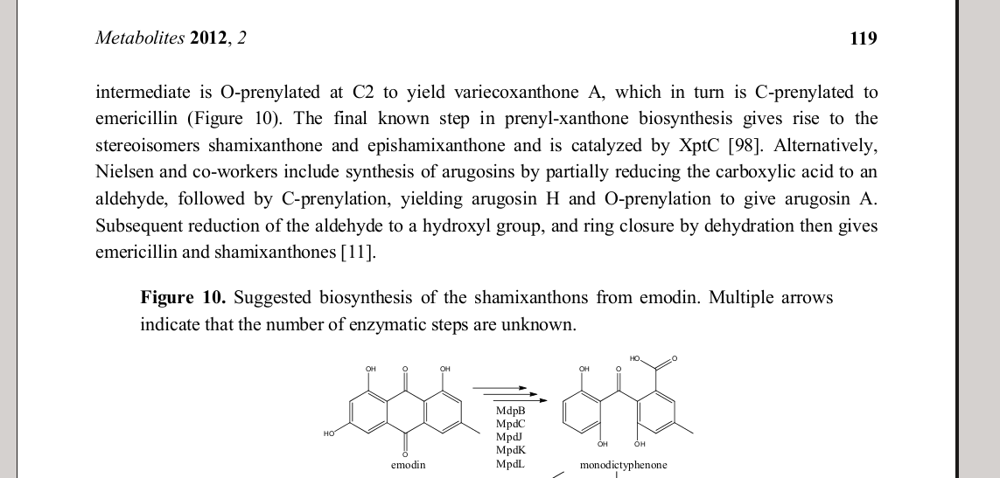 Metabolites 2012, 2
119
intermediate is O-prenylated at C2 to yield variecoxanthone A, which in turn is C-prenylated to
emericillin (Figure 10). The final known step in prenyl-xanthone biosynthesis gives rise to the
stereoisomers shamixanthone and epishamixanthone and is catalyzed by XptC [98]. Alternatively,
Nielsen and co-workers include synthesis of arugosins by partially reducing the carboxylic acid to an
aldehyde, followed by C-prenylation, yielding arugosin H and O-prenylation to give arugosin A.
Subsequent reduction of the aldehyde to a hydroxyl group, and ring closure by dehydration then gives
emericillin and shamixanthones [11].
Figure 10. Suggested biosynthesis of the shamixanthons from emodin. Multiple arrows
indicate that the number of enzymatic steps are unknown.
HO O
OH O OH
OH O
MdpB
MpdC
MpdJ
MpdK
MpdL
HO
O
OH OH
emodin
monodictyphenone